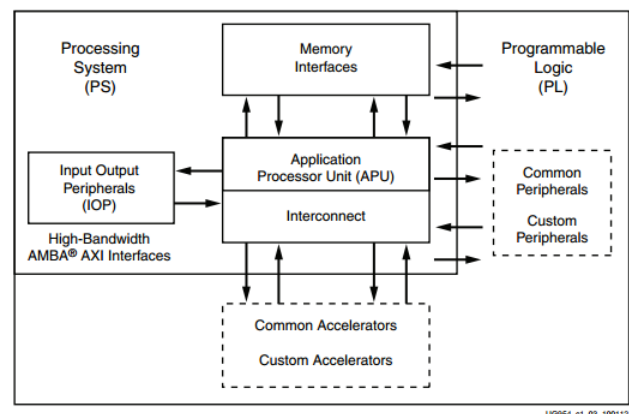 Processing
System
(PS)
Memory
Interfaces
Programmable
Logic
(PL)
Input Output
Peripherals
(IOP)
Application
Processor Unit (APU)
Interconnect
High-Bandwidth
AMBA® AXI Interfaces
Common
Peripherals
Custom
Peripherals
Common Accelerators
Custom Accelerators